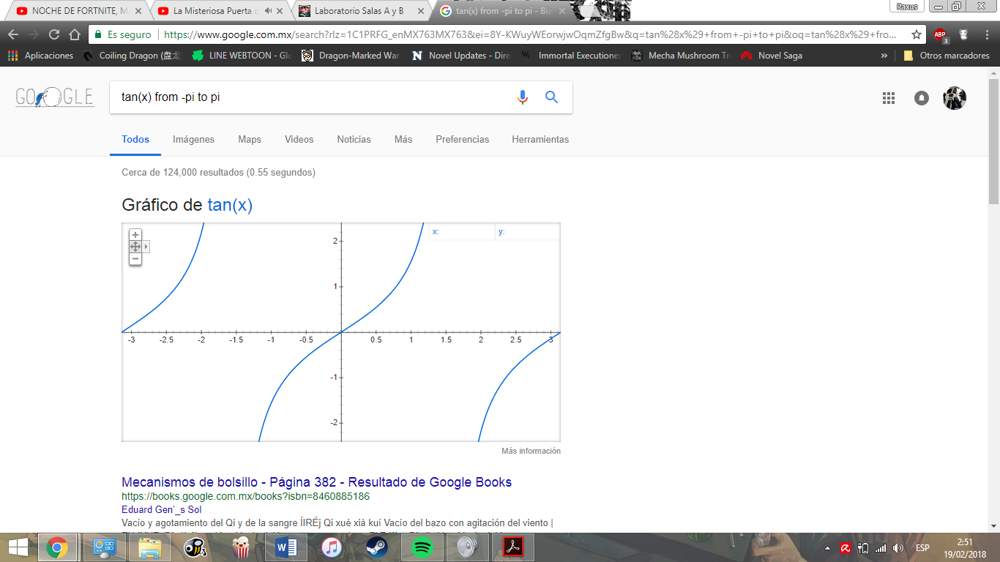 NOCHE DE FORTNITE, M
La Misteriosa Puerta
Laboratorio Salas A y B
tan(x) from -pi to pi - Bu
Raxus
Es seguro | https://www.google.com.mx/search?rlz=1C1PRFG_enMX763MX763&ei=8Y-KWuyWEorwjwOqmZfgBw&q=tan%28x%29+from+-pi+to+pi&oq=tan%28x%29+fro...
ABP
3
Aplicaciones
Coiling Dragon (盘龙
LINE WEBTOON - Glo
Dragon-Marked War
Novel Updates - Dire
Immortal Executioner
Mecha Mushroom Tra
Novel Saga
»
Otros marcadores
GOOGLE
tan(x) from -pi to pi
Todos
Imágenes
Maps
Videos
Noticias
Más
Preferencias
Herramientas
Cerca de 124,000 resultados (0.55 segundos)
Gráfico de tan(x)
x:
y:
2
1
-3 -2.5 -2 -1.5 -1 -0.5 0.5 1 1.5 2 2.5 3
-1
-2
Más información
Mecanismos de bolsillo - Página 382 - Resultado de Google Books
https://books.google.com.mx/books?isbn=8460885186
Eduard Gen'_s Sol
Vacío y agotamiento del Qi y de la sangre ÍIRÉj Qi xuè xià kuí Vacío del bazo con agitación del viento |
ESP
2:51
19/02/2018